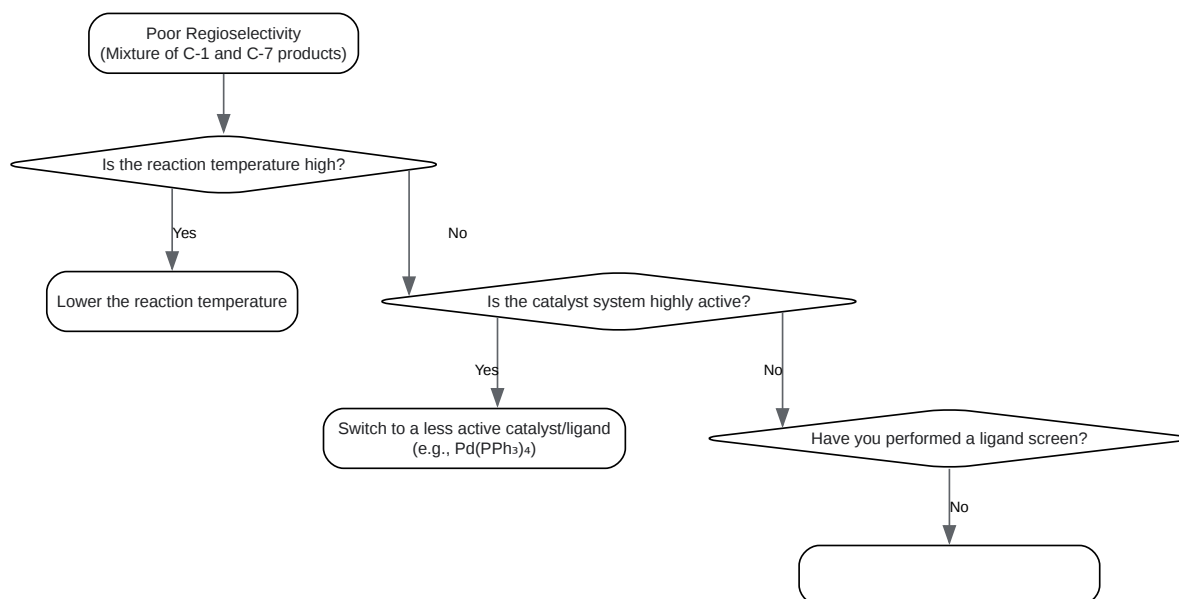 Poor Regioselectivity
(Mixture of C-1 and C-7 products)
Is the reaction temperature high?
Yes
No
Lower the reaction temperature
Is the catalyst system highly active?
Yes
No
Switch to a less active catalyst/ligand
(e.g., Pd(PPh₃)₄)
Have you performed a ligand screen?
No